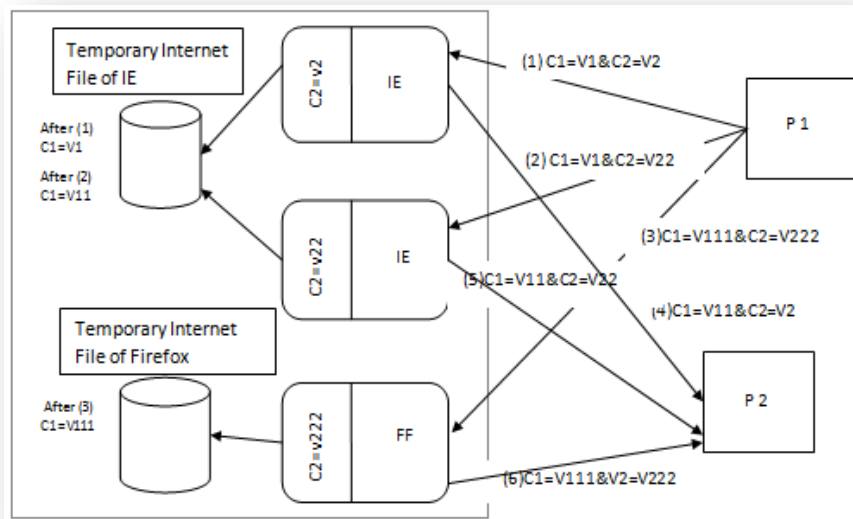 Temporary Internet
File of IE
After (1)
C1=V1
After (2)
C1=V11
C2=v2
IE
(1) C1=V1&C2=V2
P 1
(2) C1=V1&C2=V22
C2=v22
IE
(3)C1=V111&C2=V222
(5)C1=V11&C2=V22
(4)C1=V11&C2=V2
Temporary Internet
File of Firefox
After (3)
C1=V111
C2=v222
FF
P 2
(6)C1=V111&V2=V222